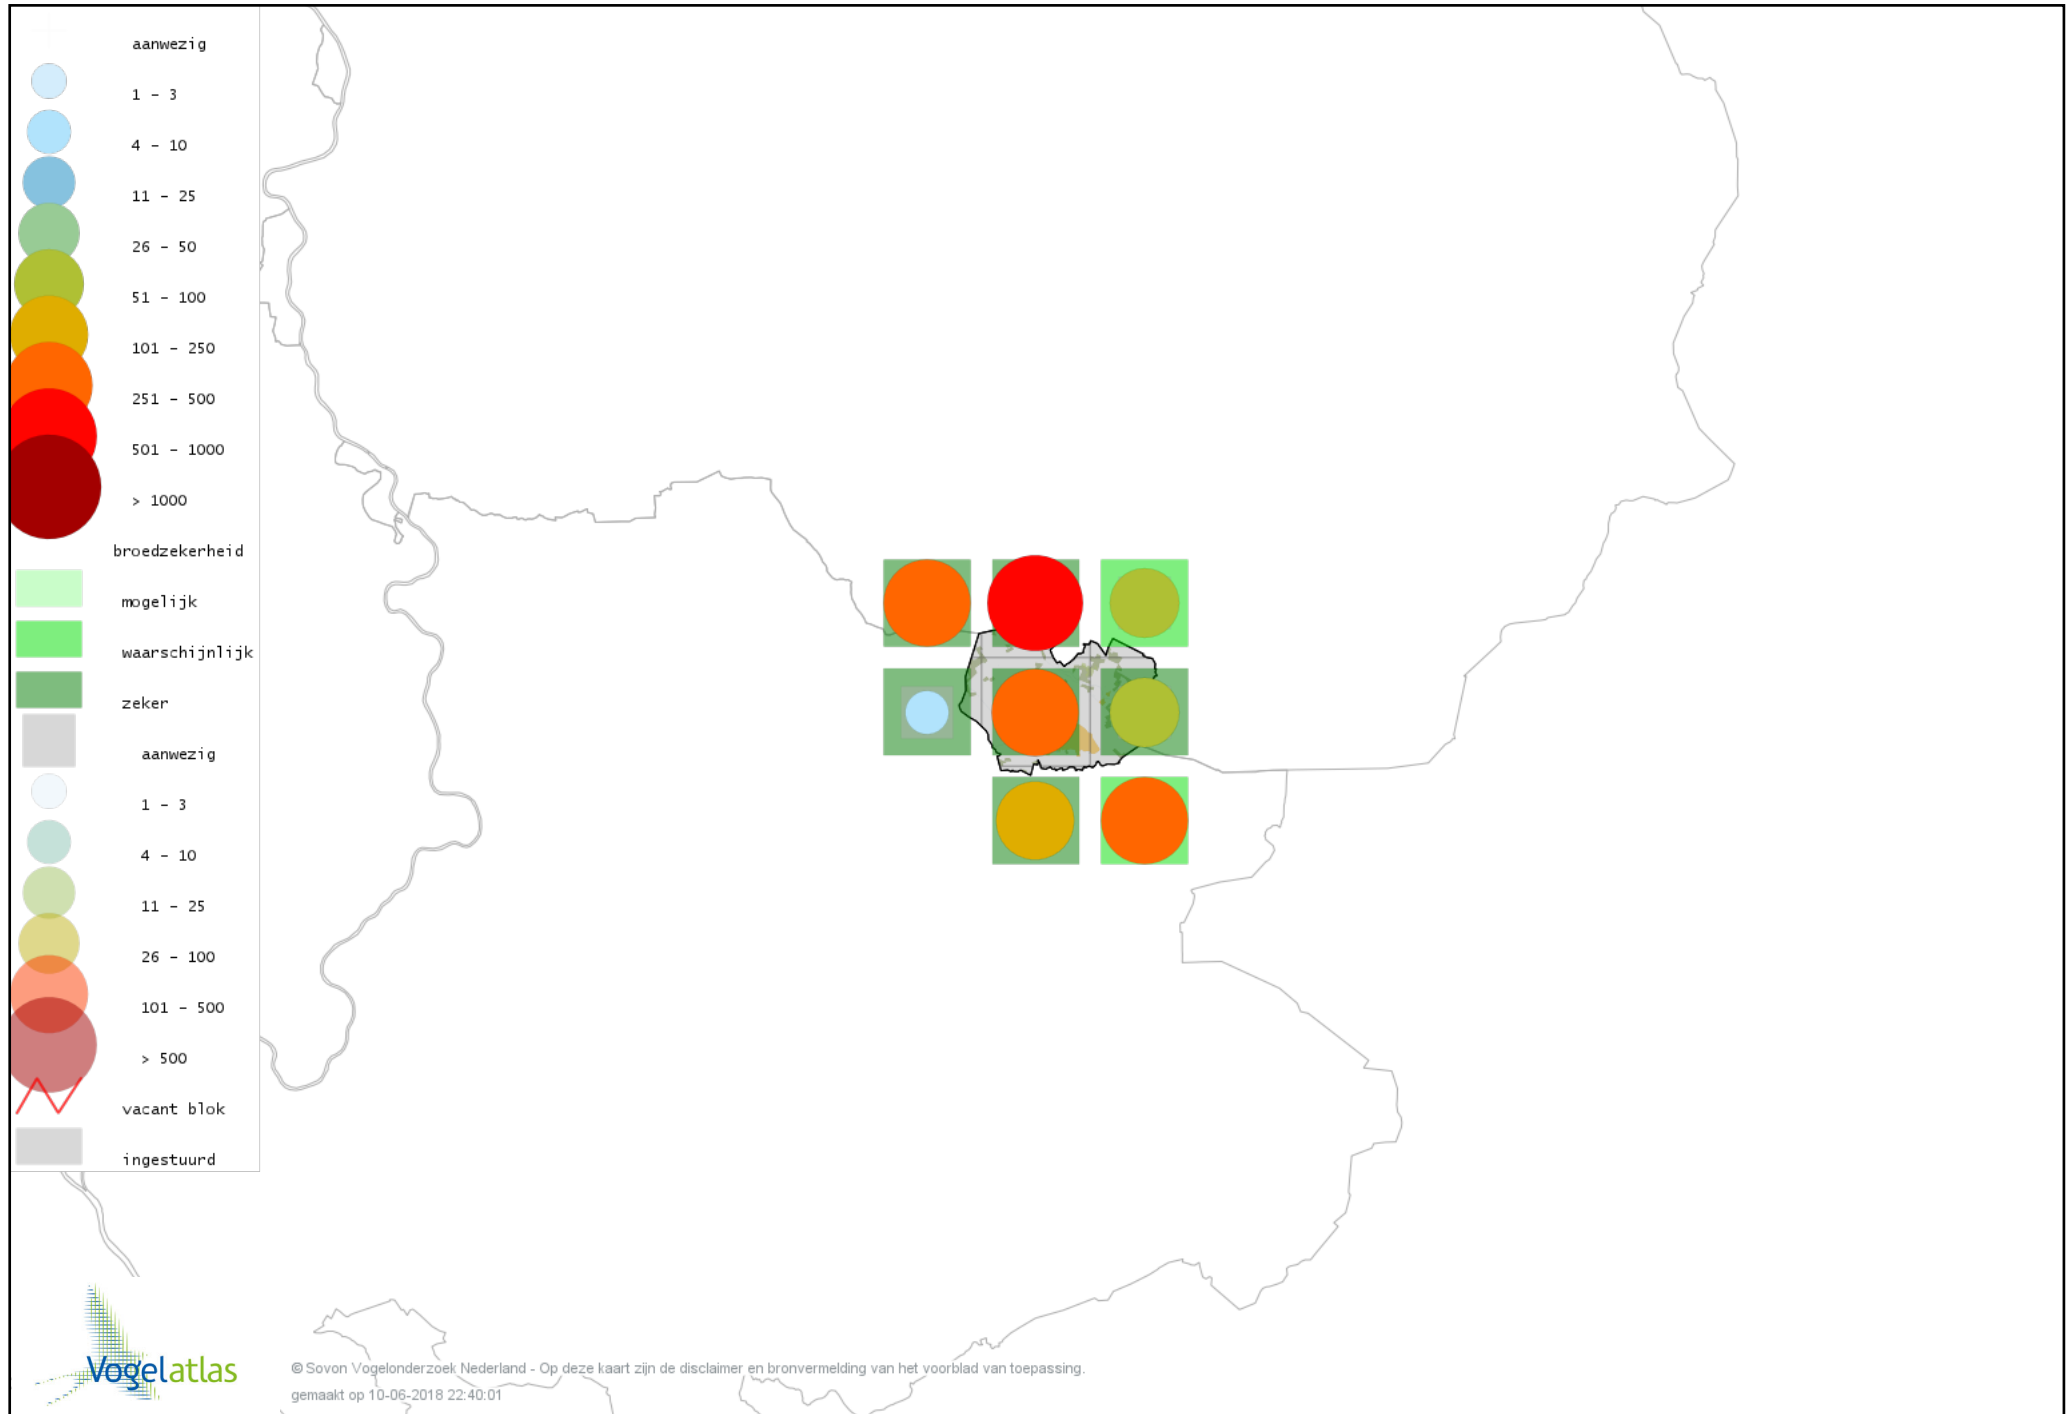 aanwezig
1 - 3
4 - 10
11 - 25
26 - 50
51 - 100
101 - 250
251 - 500
501 - 1000
> 1000
broedzekerheid
mogelijk
waarschijnlijk
zeker
aanwezig
1 - 3
4 - 10
11 - 25
26 - 100
101 - 500
> 500
vacant blok
ingestuurd
Vogelatlas
© Sovon Vogelonderzoek Nederland - Op deze kaart zijn de disclaimer en bronvermelding van het voorblad van toepassing.
gemaakt op 10-06-2018 22:40:01